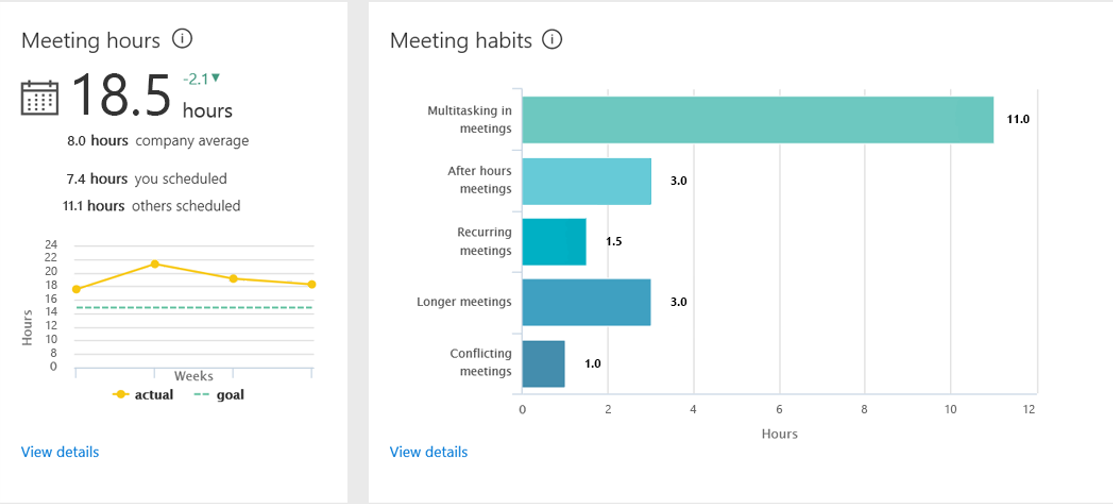 Meeting hours
18.5 -2.1▼
hours
8.0 hours company average
7.4 hours you scheduled
11.1 hours others scheduled
24
22
20
18
16
14
12
10
8
0
Hours
Weeks
actual goal
View details
Meeting habits
Multitasking in
meetings
11.0
After hours
meetings
3.0
Recurring
meetings
1.5
Longer meetings
3.0
Conflicting
meetings
1.0
0 2 4 6 8 10 12
Hours
View details